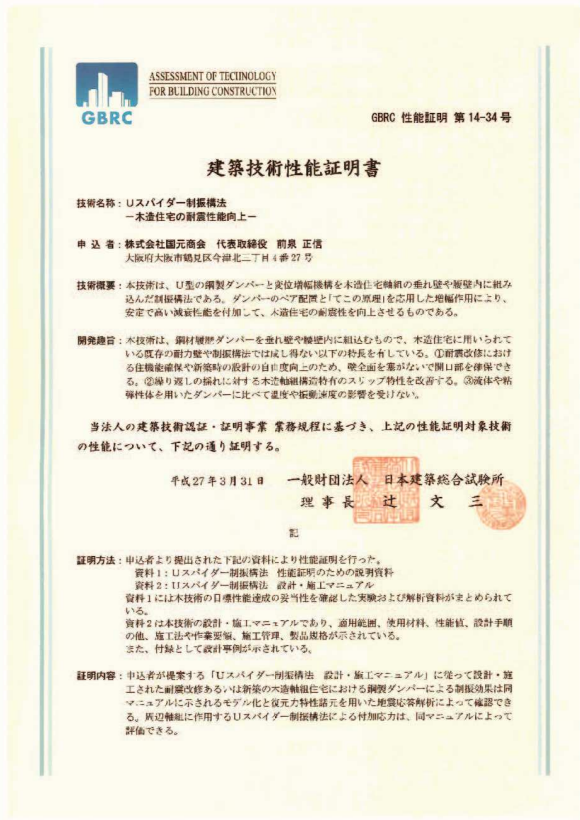 ASSESSMENT OF TECHNOLOGY
FOR BUILDING CONSTRUCTION
GBRC
GBRC 性能証明 第14-34号
建築技術性能証明書
技術名称：Uスパイダー制振構法
－木造住宅の耐震性能向上－
申込者：株式会社国元商会 代表取締役 前泉 正信
大阪府大阪市鶴見区今津北三丁目4番27号
技術概要：本技術は、U型の鋼製ダンパーと変位増幅機構を木造住宅軸組の垂れ壁や腰壁内に組み
込んだ制振構法である。ダンパーのペア配置と「てこの原理」を応用した増幅作用により、
安定で高い減衰性能を付加して、木造住宅の耐震性を向上させるものである。
開発趣旨：本技術は、鋼材履歴ダンパーを垂れ壁や腰壁内に組込むもので、木造住宅に用いられて
いる既存の耐力壁や制振構法では成し得ない以下の特長を有している。①耐震改修におけ
る住機能確保や新築時の設計の自由度向上のため、壁全面を塞がないで開口部を確保でき
る。②繰り返しの揺れに対する木造軸組構造特有のスリップ特性を改善する。③流体や粘
弾性体を用いたダンパーに比べて温度や振動速度の影響を受けない。
当法人の建築技術認証・証明事業 業務規程に基づき、上記の性能証明対象技術
の性能について、下記の通り証明する。
平成27年3月31日 一般財団法人 日本建築総合試験所
理事長 辻 文三
記
証明方法：申込者より提出された下記の資料により性能証明を行った。
資料1：Uスパイダー制振構法 性能証明のための説明資料
資料2：Uスパイダー制振構法 設計・施工マニュアル
資料1には本技術の目標性能達成の妥当性を確認した実験および解析資料がまとめられて
いる。
資料2は本技術の設計・施工マニュアルであり、適用範囲、使用材料、性能値、設計手順
の他、施工法や作業要領、施工管理、製品規格が示されている。
また、付録として設計事例が示されている。
証明内容：申込者が提案する「Uスパイダー制振構法 設計・施工マニュアル」に従って設計・施
工された耐震改修あるいは新築の木造軸組住宅における鋼製ダンパーによる制振効果は同
マニュアルに示されるモデル化と復元力特性諸元を用いた地震応答解析によって確認でき
る。周辺軸組に作用するUスパイダー制振構法による付加応力は、同マニュアルによって
評価できる。